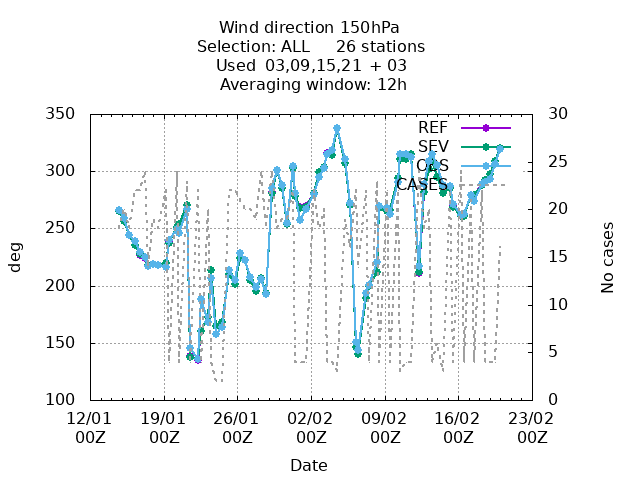 Wind direction 150hPa
Selection: ALL 26 stations
Used 03,09,15,21 + 03
Averaging window: 12h
350
300
250
200
150
100
deg
30
25
20
15
10
5
0
No cases
REF
SEV
OBS
CASES
12/01 19/01 26/01 02/02 09/02 16/02 23/02
00Z 00Z 00Z 00Z 00Z 00Z 00Z
Date